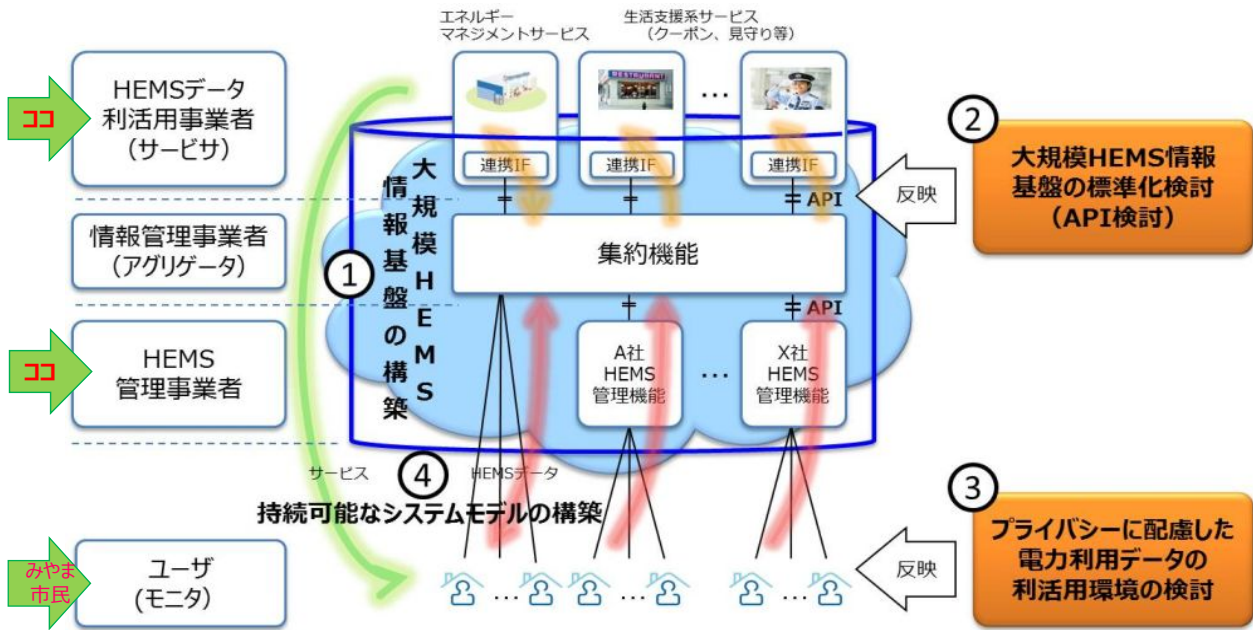 エネルギー
マネジメントサービス
生活支援系サービス
（クーポン、見守り等）
ココ
HEMSデータ
利活用事業者
（サービサ）
RESTAURANT
…
連携IF
連携IF
連携IF
API
反映
②
大規模HEMS情報
基盤の標準化検討
（API検討）
情報管理事業者
（アグリゲータ）
①
大規模HEMS
情報基盤の構築
集約機能
API
ココ
HEMS
管理事業者
A社
HEMS
管理機能
…
X社
HEMS
管理機能
サービス
④
HEMSデータ
持続可能なシステムモデルの構築
みやま
市民
ユーザ
(モニタ)
…
…
…
反映
③
プライバシーに配慮した
電力利用データの
利活用環境の検討